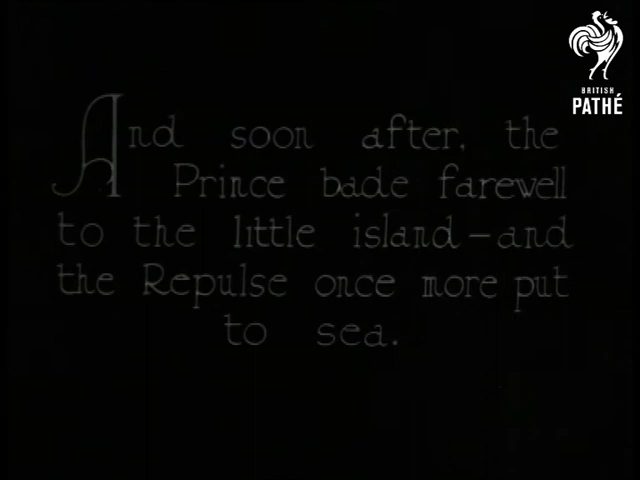 BRITISH
PATHÉ
And soon after, the
Prince bade farewell
to the little island—and
the Repulse once more put
to sea.